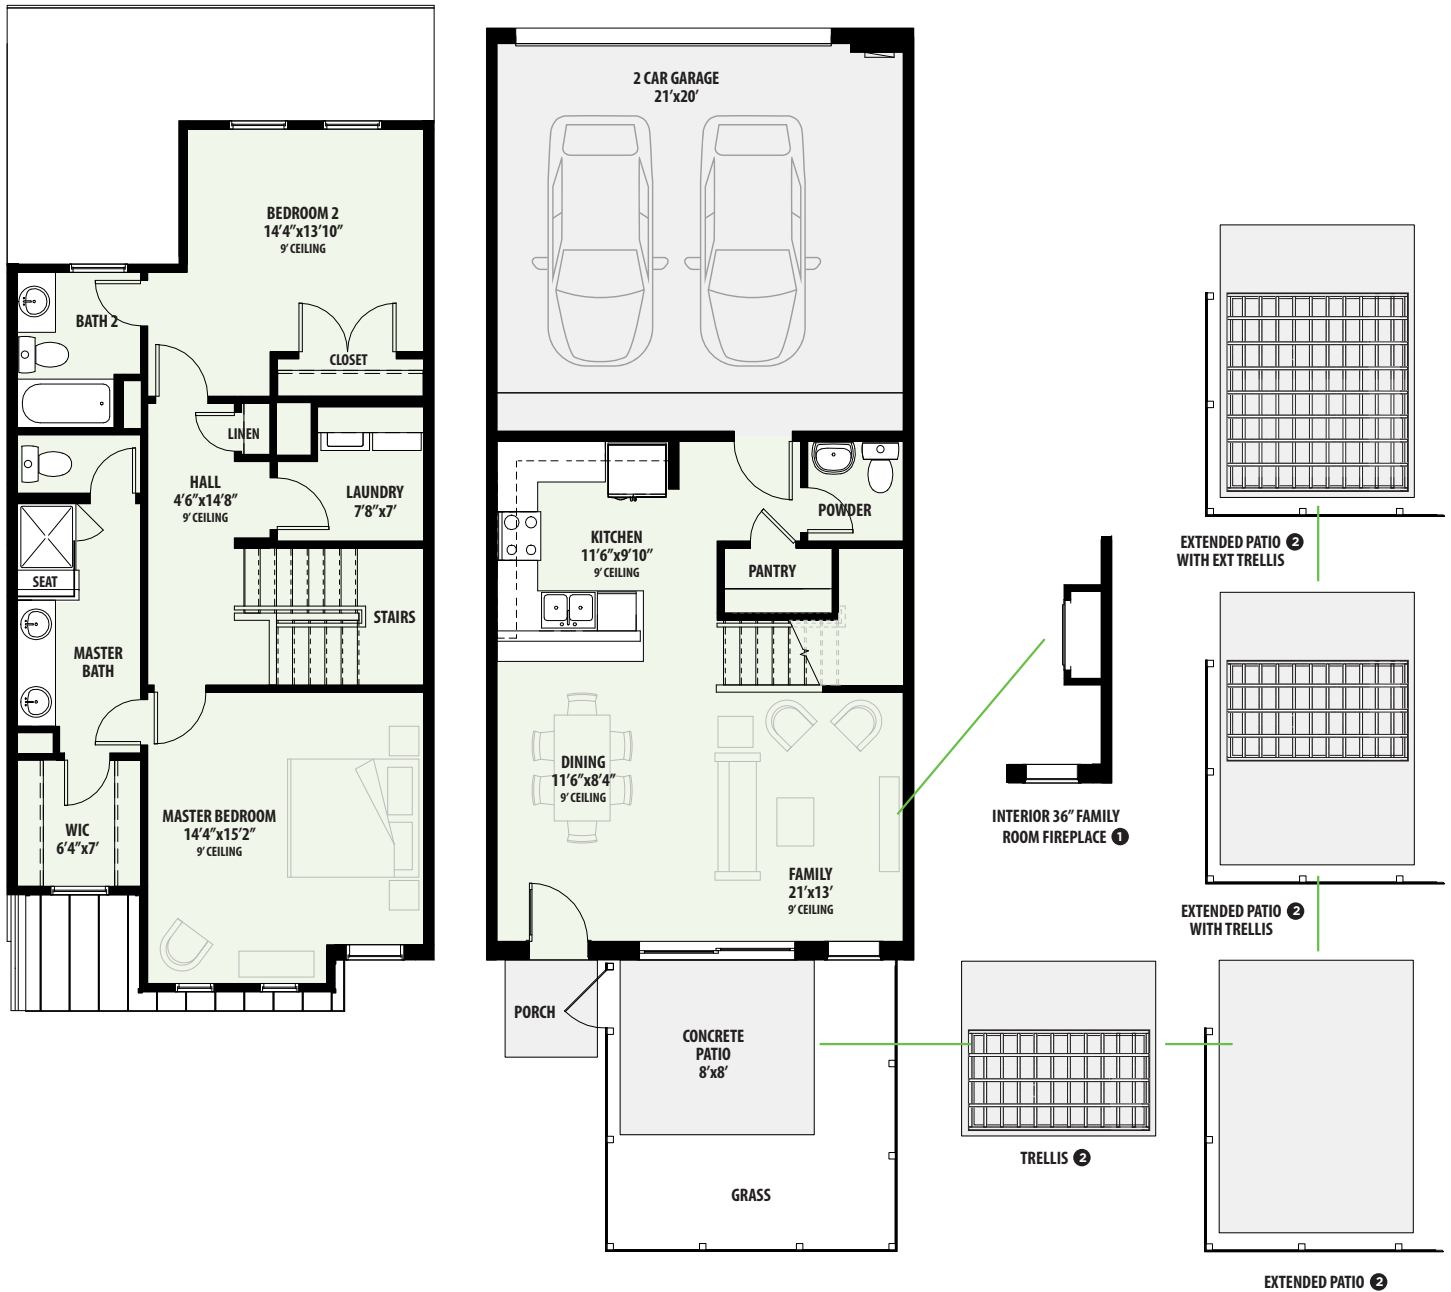 BEDROOM 2
14'4"x13'10"
9' CEILING
BATH 2
CLOSET
LINEN
HALL
4'6"x14'8"
9' CEILING
LAUNDRY
7'8"x7'
SEAT
STAIRS
MASTER
BATH
MASTER BEDROOM
14'4"x15'2"
9' CEILING
WIC
6'4"x7'
2 CAR GARAGE
21'x20'
KITCHEN
11'6"x9'10"
9' CEILING
POWDER
PANTRY
DINING
11'6"x8'4"
9' CEILING
FAMILY
21'x13'
9' CEILING
PORCH
CONCRETE
PATIO
8'x8'
GRASS
INTERIOR 36" FAMILY
ROOM FIREPLACE 1
TRELLIS 2
EXTENDED PATIO 2
WITH EXT TRELLIS
EXTENDED PATIO 2
WITH TRELLIS
EXTENDED PATIO 2